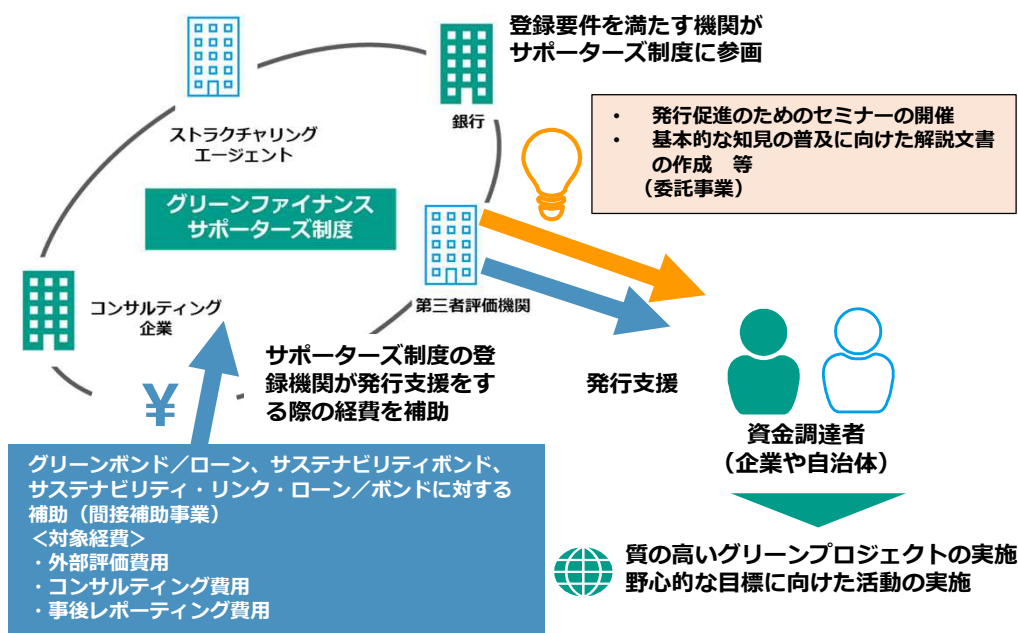 登録要件を満たす機関が
サポーターズ制度に参画
ストラクチャリング
エージェント
銀行
・ 発行促進のためのセミナーの開催
・ 基本的な知見の普及に向けた解説文書
の作成　等
（委託事業）
グリーンファイナンス
サポーターズ制度
第三者評価機関
コンサルティング
企業
サポーターズ制度の登
録機関が発行支援をす
る際の経費を補助
¥
発行支援
資金調達者
（企業や自治体）
グリーンボンド／ローン、サステナビリティボンド、
サステナビリティ・リンク・ローン／ボンドに対する
補助（間接補助事業）
＜対象経費＞
・外部評価費用
・コンサルティング費用
・事後レポーティング費用
質の高いグリーンプロジェクトの実施
野心的な目標に向けた活動の実施